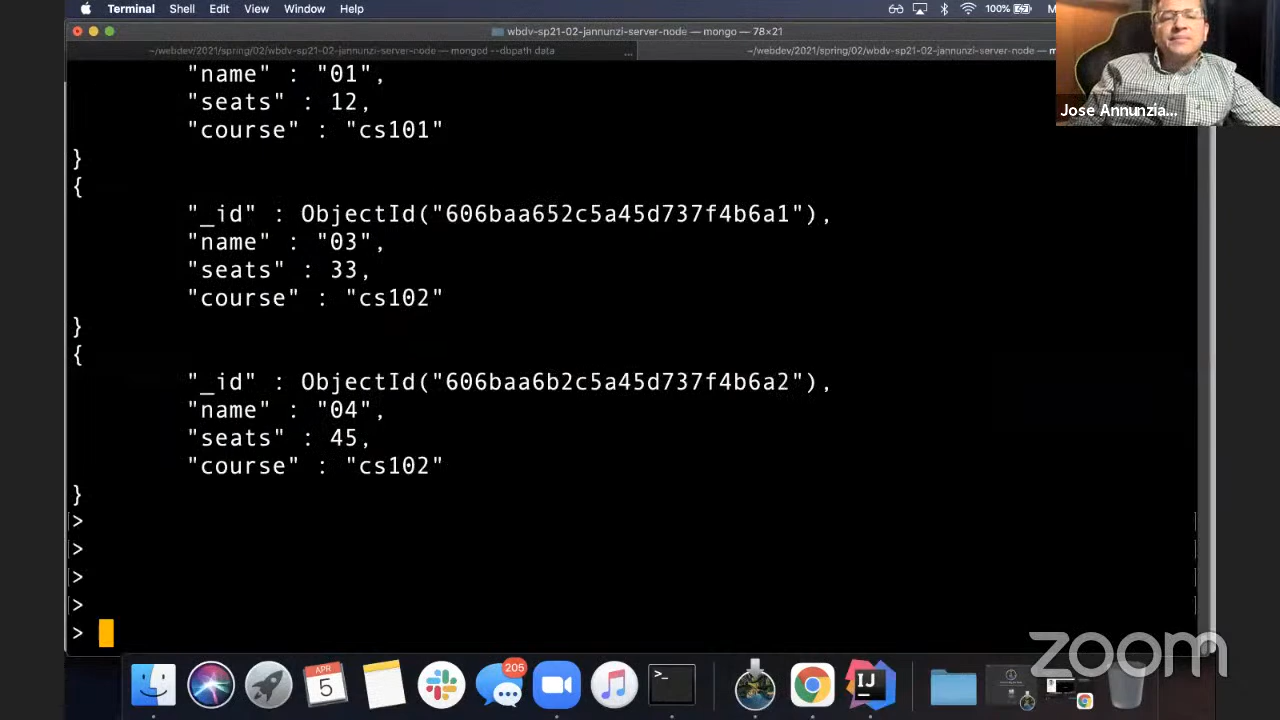 Terminal Shell Edit View Window Help
100%
wbdv-sp21-02-jannunzi-server-node — mongo — 78×21
~/webdev/2021/spring/02/wbdv-sp21-02-jannunzi-server-node — mongod --dbpath data
...
~/webdev/2021/spring/02/wbdv-sp21-02-jannunzi-server-node —
Jose Annunzia...
"name" : "01",
"seats" : 12,
"course" : "cs101"
}
{
"_id" : ObjectId("606baa652c5a45d737f4b6a1"),
"name" : "03",
"seats" : 33,
"course" : "cs102"
}
{
"_id" : ObjectId("606baa6b2c5a45d737f4b6a2"),
"name" : "04",
"seats" : 45,
"course" : "cs102"
}
>
>
>
>
>
zoom
APR
5
205
>_
IJ